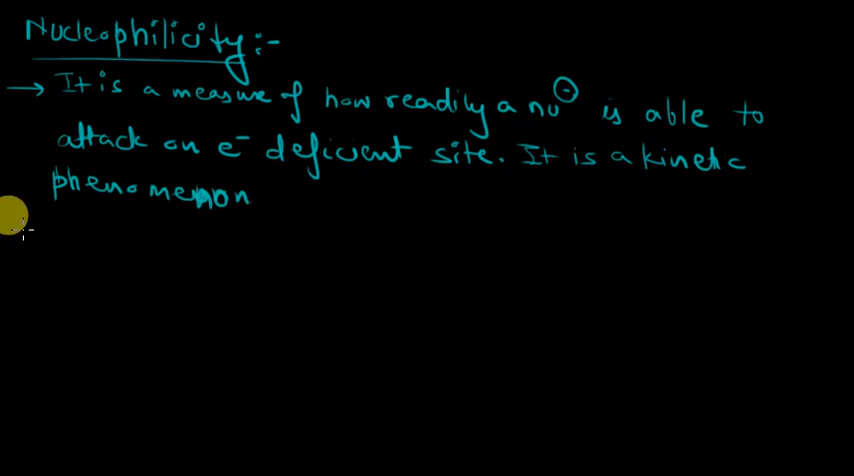 Nucleophilicity:-
→ It is a measure of how readily a nu⊖ is able to
attack on e⁻ deficient site. It is a kinetic
phenomenon